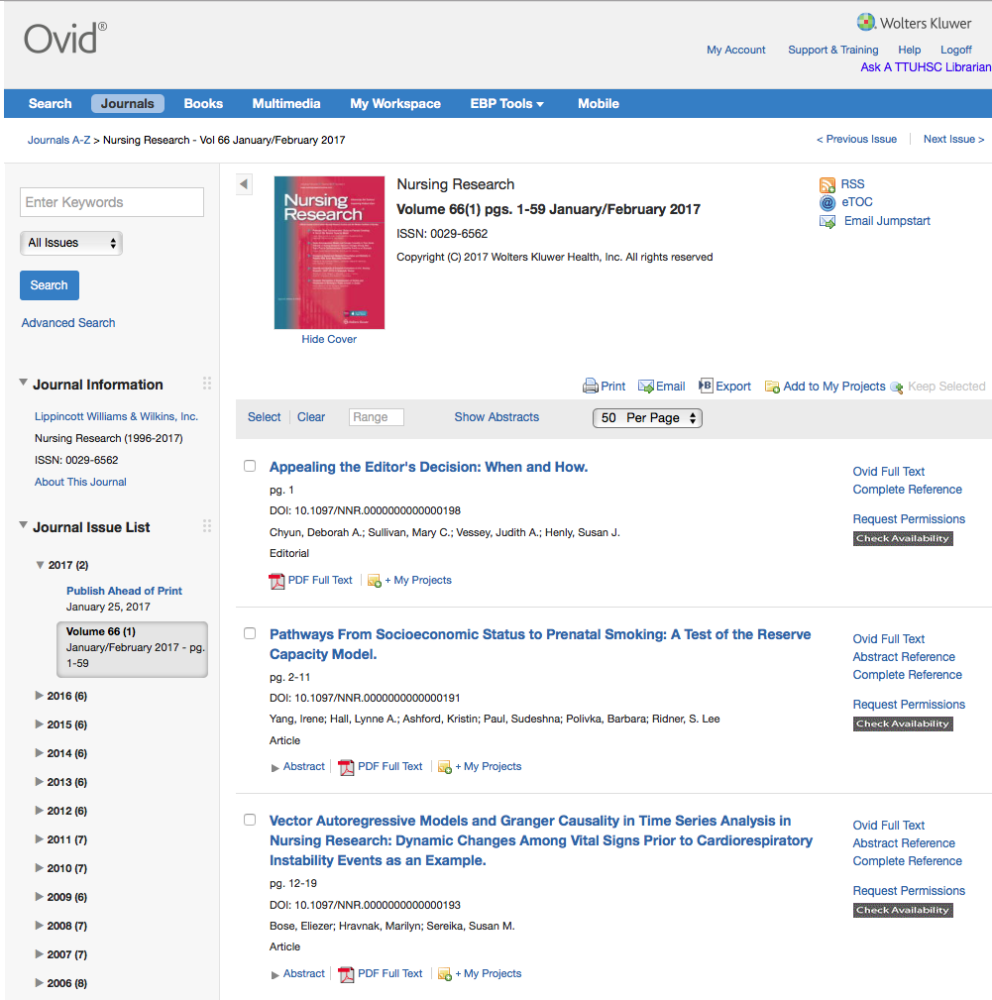 Ovid®
Wolters Kluwer
My Account Support & Training Help Logoff
Ask A TTUHSC Librarian
Search Journals Books Multimedia My Workspace EBP Tools Mobile
Journals A-Z > Nursing Research - Vol 66 January/February 2017
< Previous Issue Next Issue >
Enter Keywords
All Issues
Search
Advanced Search
Journal Information
Lippincott Williams & Wilkins, Inc.
Nursing Research (1996-2017)
ISSN: 0029-6562
About This Journal
Journal Issue List
2017 (2)
Publish Ahead of Print
January 25, 2017
Volume 66 (1)
January/February 2017 - pg.
1-59
2016 (6)
2015 (6)
2014 (6)
2013 (6)
2012 (6)
2011 (7)
2010 (7)
2009 (6)
2008 (7)
2007 (7)
2006 (8)
Nursing
Research
Hide Cover
Nursing Research
Volume 66(1) pgs. 1-59 January/February 2017
ISSN: 0029-6562
Copyright (C) 2017 Wolters Kluwer Health, Inc. All rights reserved
RSS
eTOC
Email Jumpstart
Print Email Export Add to My Projects Keep Selected
Select Clear Range Show Abstracts 50 Per Page
Appealing the Editor's Decision: When and How.
pg. 1
DOI: 10.1097/NNR.0000000000000198
Chyun, Deborah A.; Sullivan, Mary C.; Vessey, Judith A.; Henly, Susan J.
Editorial
PDF Full Text + My Projects
Ovid Full Text
Complete Reference
Request Permissions
Check Availability
Pathways From Socioeconomic Status to Prenatal Smoking: A Test of the Reserve
Capacity Model.
pg. 2-11
DOI: 10.1097/NNR.0000000000000191
Yang, Irene; Hall, Lynne A.; Ashford, Kristin; Paul, Sudeshna; Polivka, Barbara; Ridner, S. Lee
Article
Abstract PDF Full Text + My Projects
Ovid Full Text
Abstract Reference
Complete Reference
Request Permissions
Check Availability
Vector Autoregressive Models and Granger Causality in Time Series Analysis in
Nursing Research: Dynamic Changes Among Vital Signs Prior to Cardiorespiratory
Instability Events as an Example.
pg. 12-19
DOI: 10.1097/NNR.0000000000000193
Bose, Eliezer; Hravnak, Marilyn; Sereika, Susan M.
Article
Abstract PDF Full Text + My Projects
Ovid Full Text
Abstract Reference
Complete Reference
Request Permissions
Check Availability